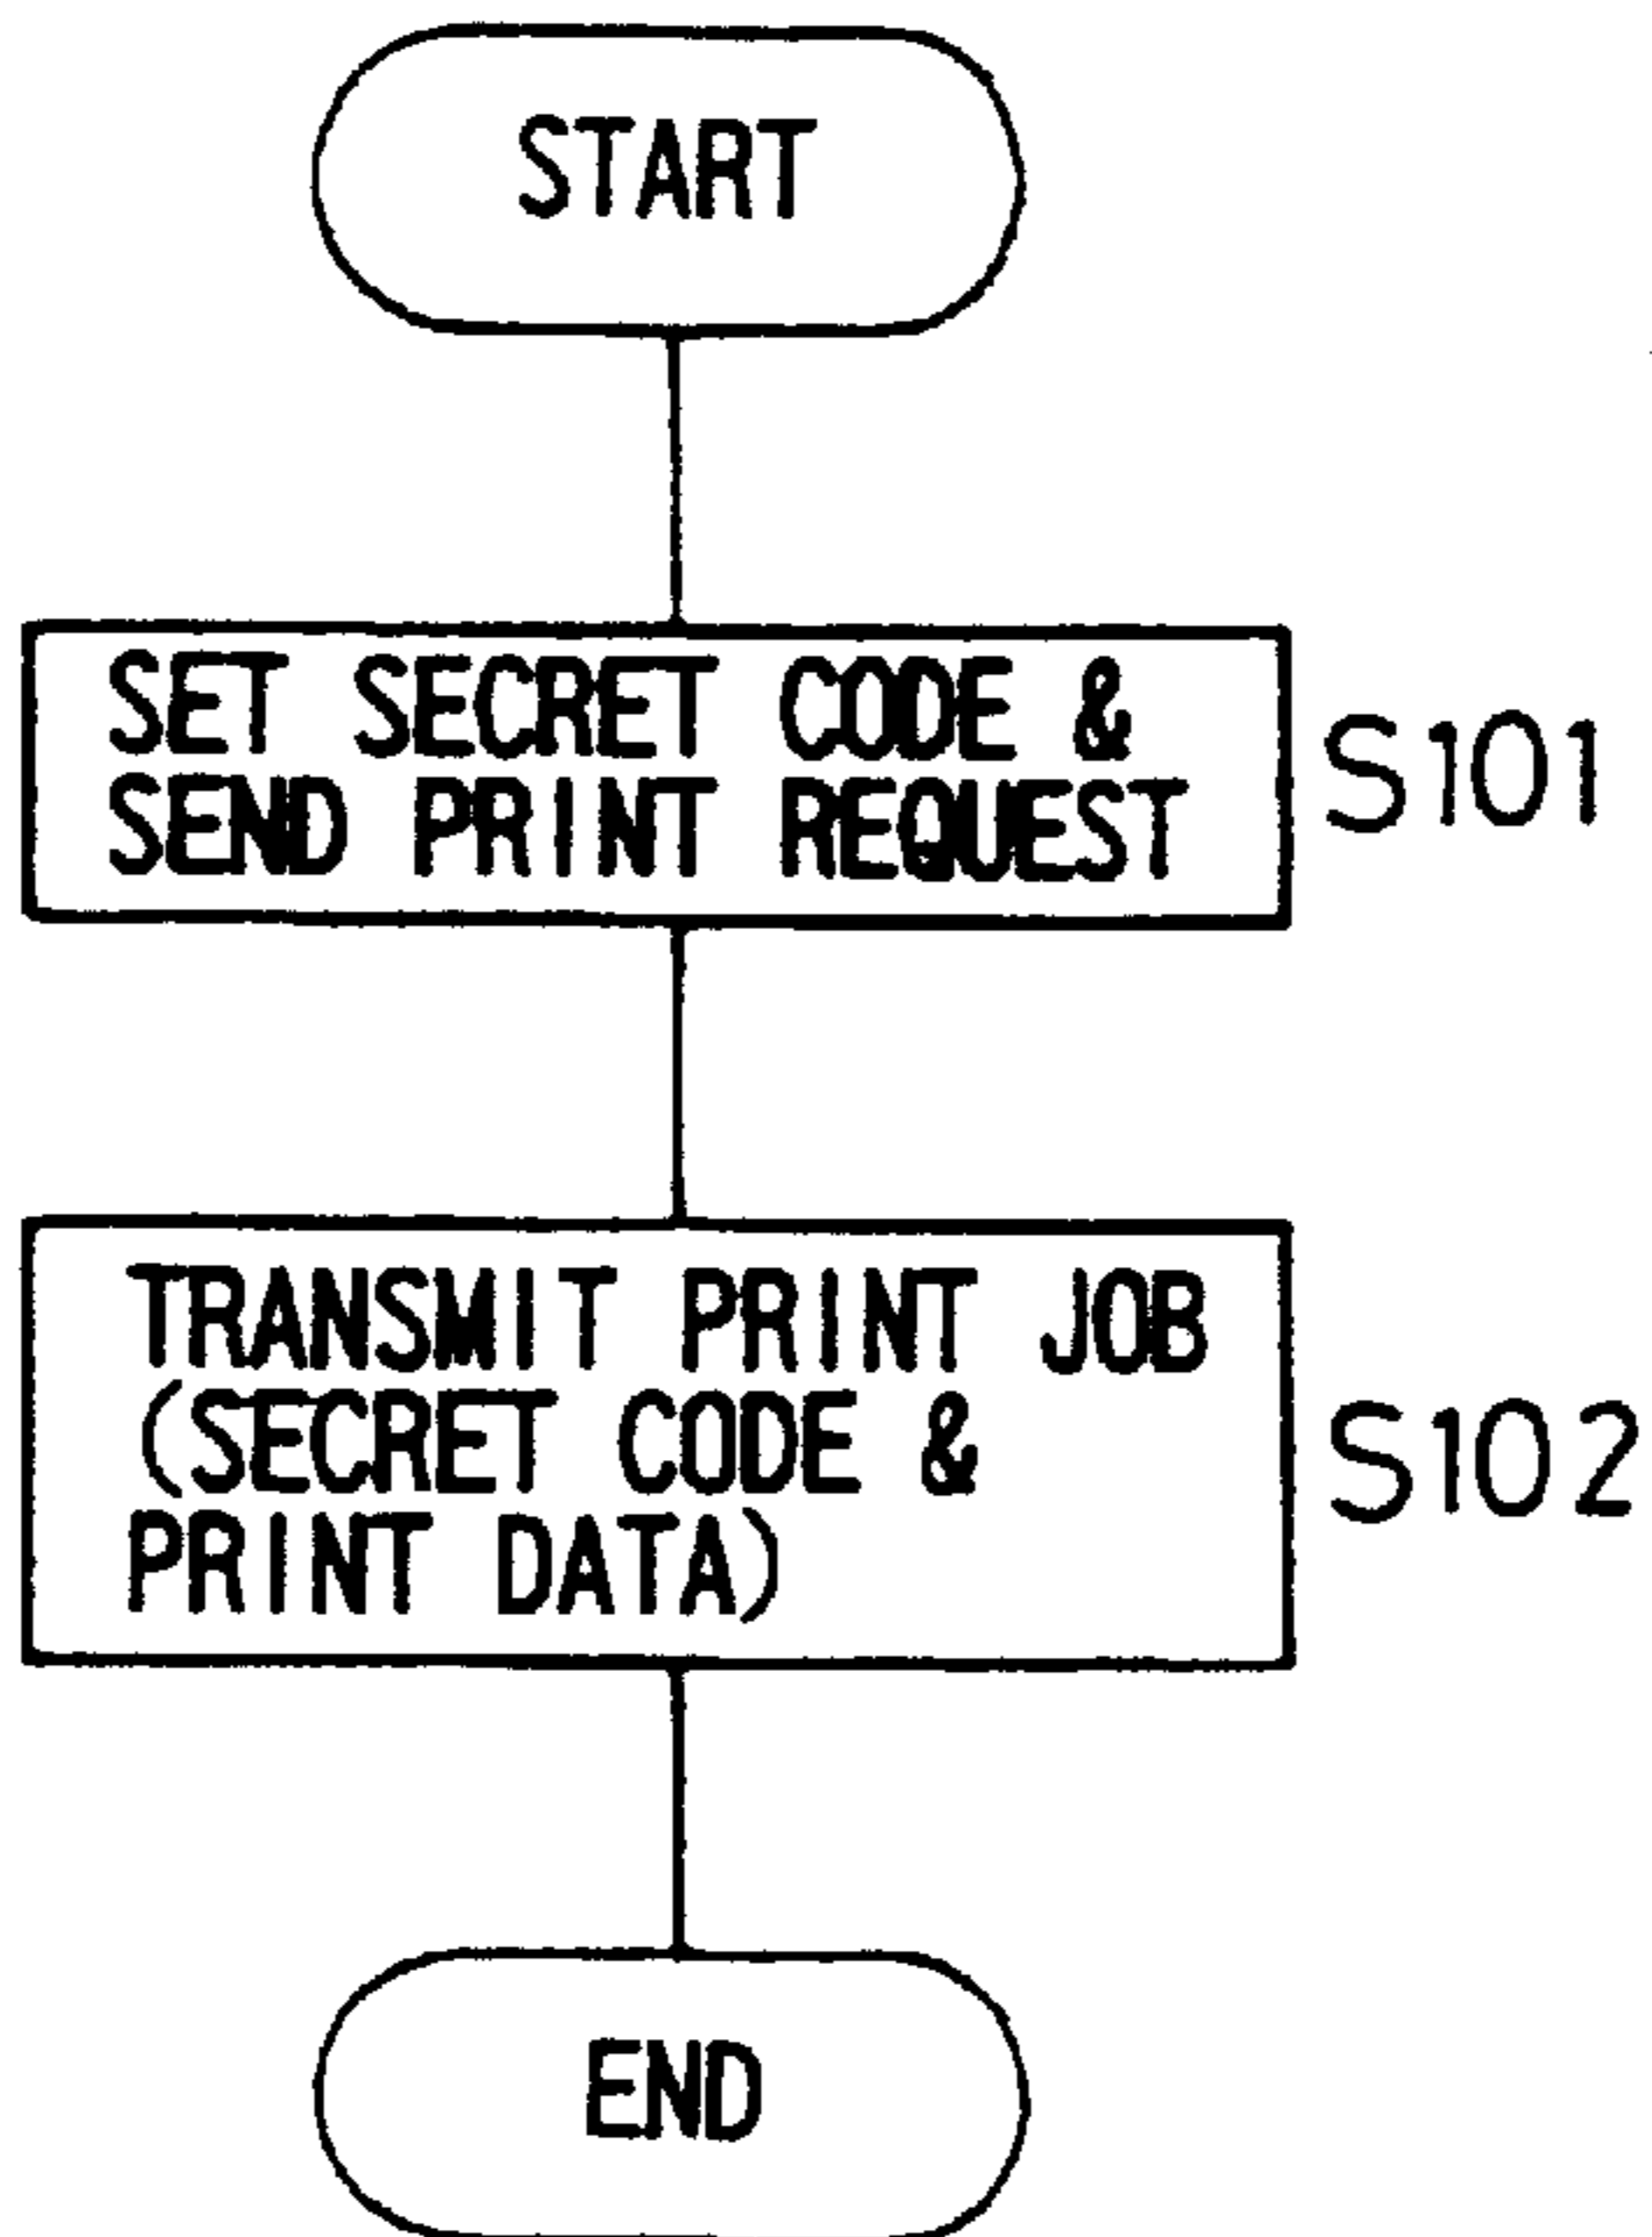 START
SET SECRET CODE &
SEND PRINT REQUEST
S101
TRANSMIT PRINT JOB
(SECRET CODE &
PRINT DATA)
S102
END